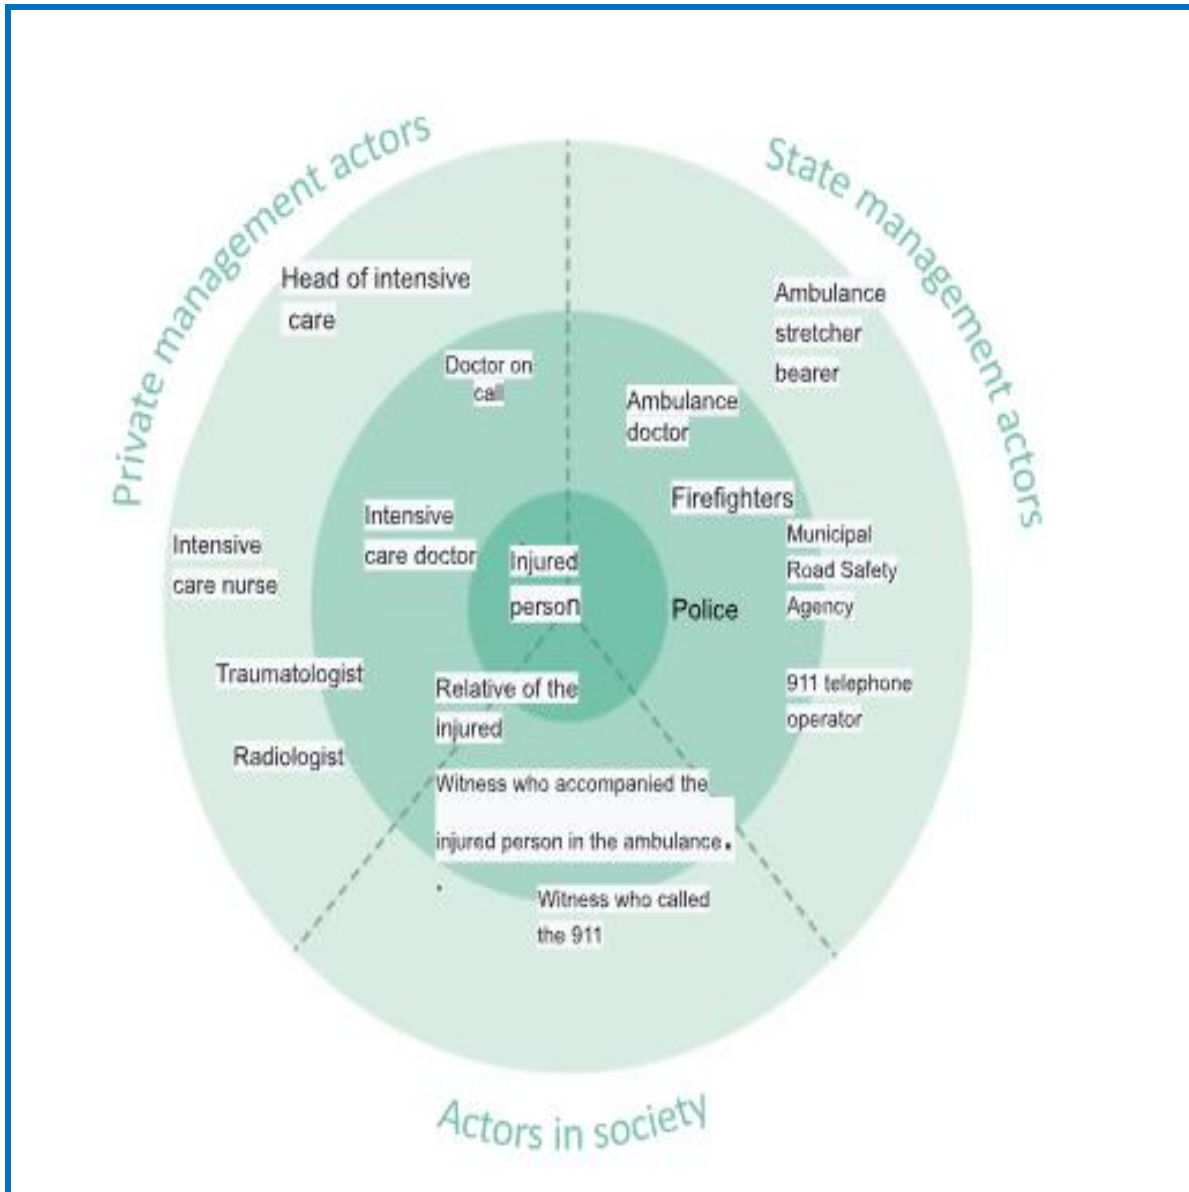 Private management actors
State management actors
Head of intensive
care
Ambulance
stretcher
bearer
Doctor on
call
Ambulance
doctor
Firefighters
Intensive
care doctor
Municipal
Road Safety
Agency
Intensive
care nurse
Injured
person
Police
Traumatologist
Relative of the
injured
911 telephone
operator
Radiologist
Witness who accompanied the
injured person in the ambulance.
.
Witness who called
the 911
Actors in society